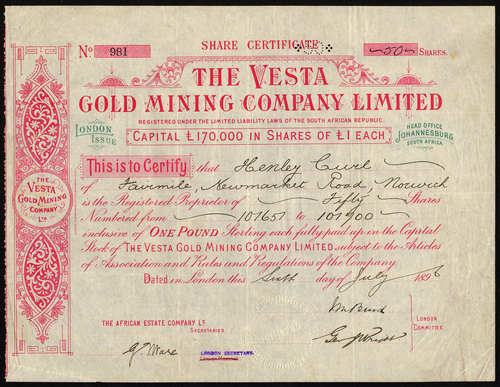 SHARE CERTIFICATE
No 981
50 SHARES.
THE VESTA
GOLD MINING COMPANY LIMITED
REGISTERED UNDER THE LIMITED LIABILITY LAWS OF THE SOUTH AFRICAN REPUBLIC.
LONDON
ISSUE
CAPITAL £170,000 IN SHARES OF £1 EACH
HEAD OFFICE
JOHANNESBURG
SOUTH AFRICA
This is to Certify that Henley Curl
of Fairmile, Newmarket Road, Norwich
is the Registered Proprietor of Fifty Shares
Numbered from 101651 to 101900
inclusive of ONE POUND Sterling each fully paid up in the Capital
Stock of THE VESTA GOLD MINING COMPANY LIMITED subject to the Articles
of Association and Rules and Regulations of the Company.
Dated in London this Sixth day of July 1896
THE
VESTA
GOLD MINING
COMPANY
LD
THE AFRICAN ESTATE COMPANY LD
SECRETARIES.
LONDON
COMMITTEE
LONDON SECRETARY.